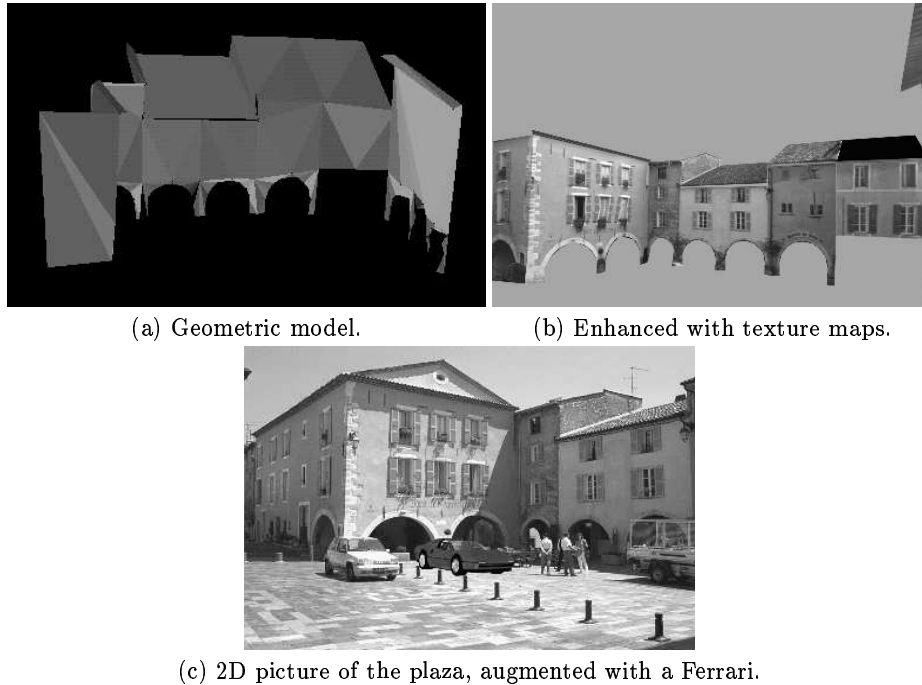 (a) Geometric model.
(b) Enhanced with texture maps.
(c) 2D picture of the plaza, augmented with a Ferrari.